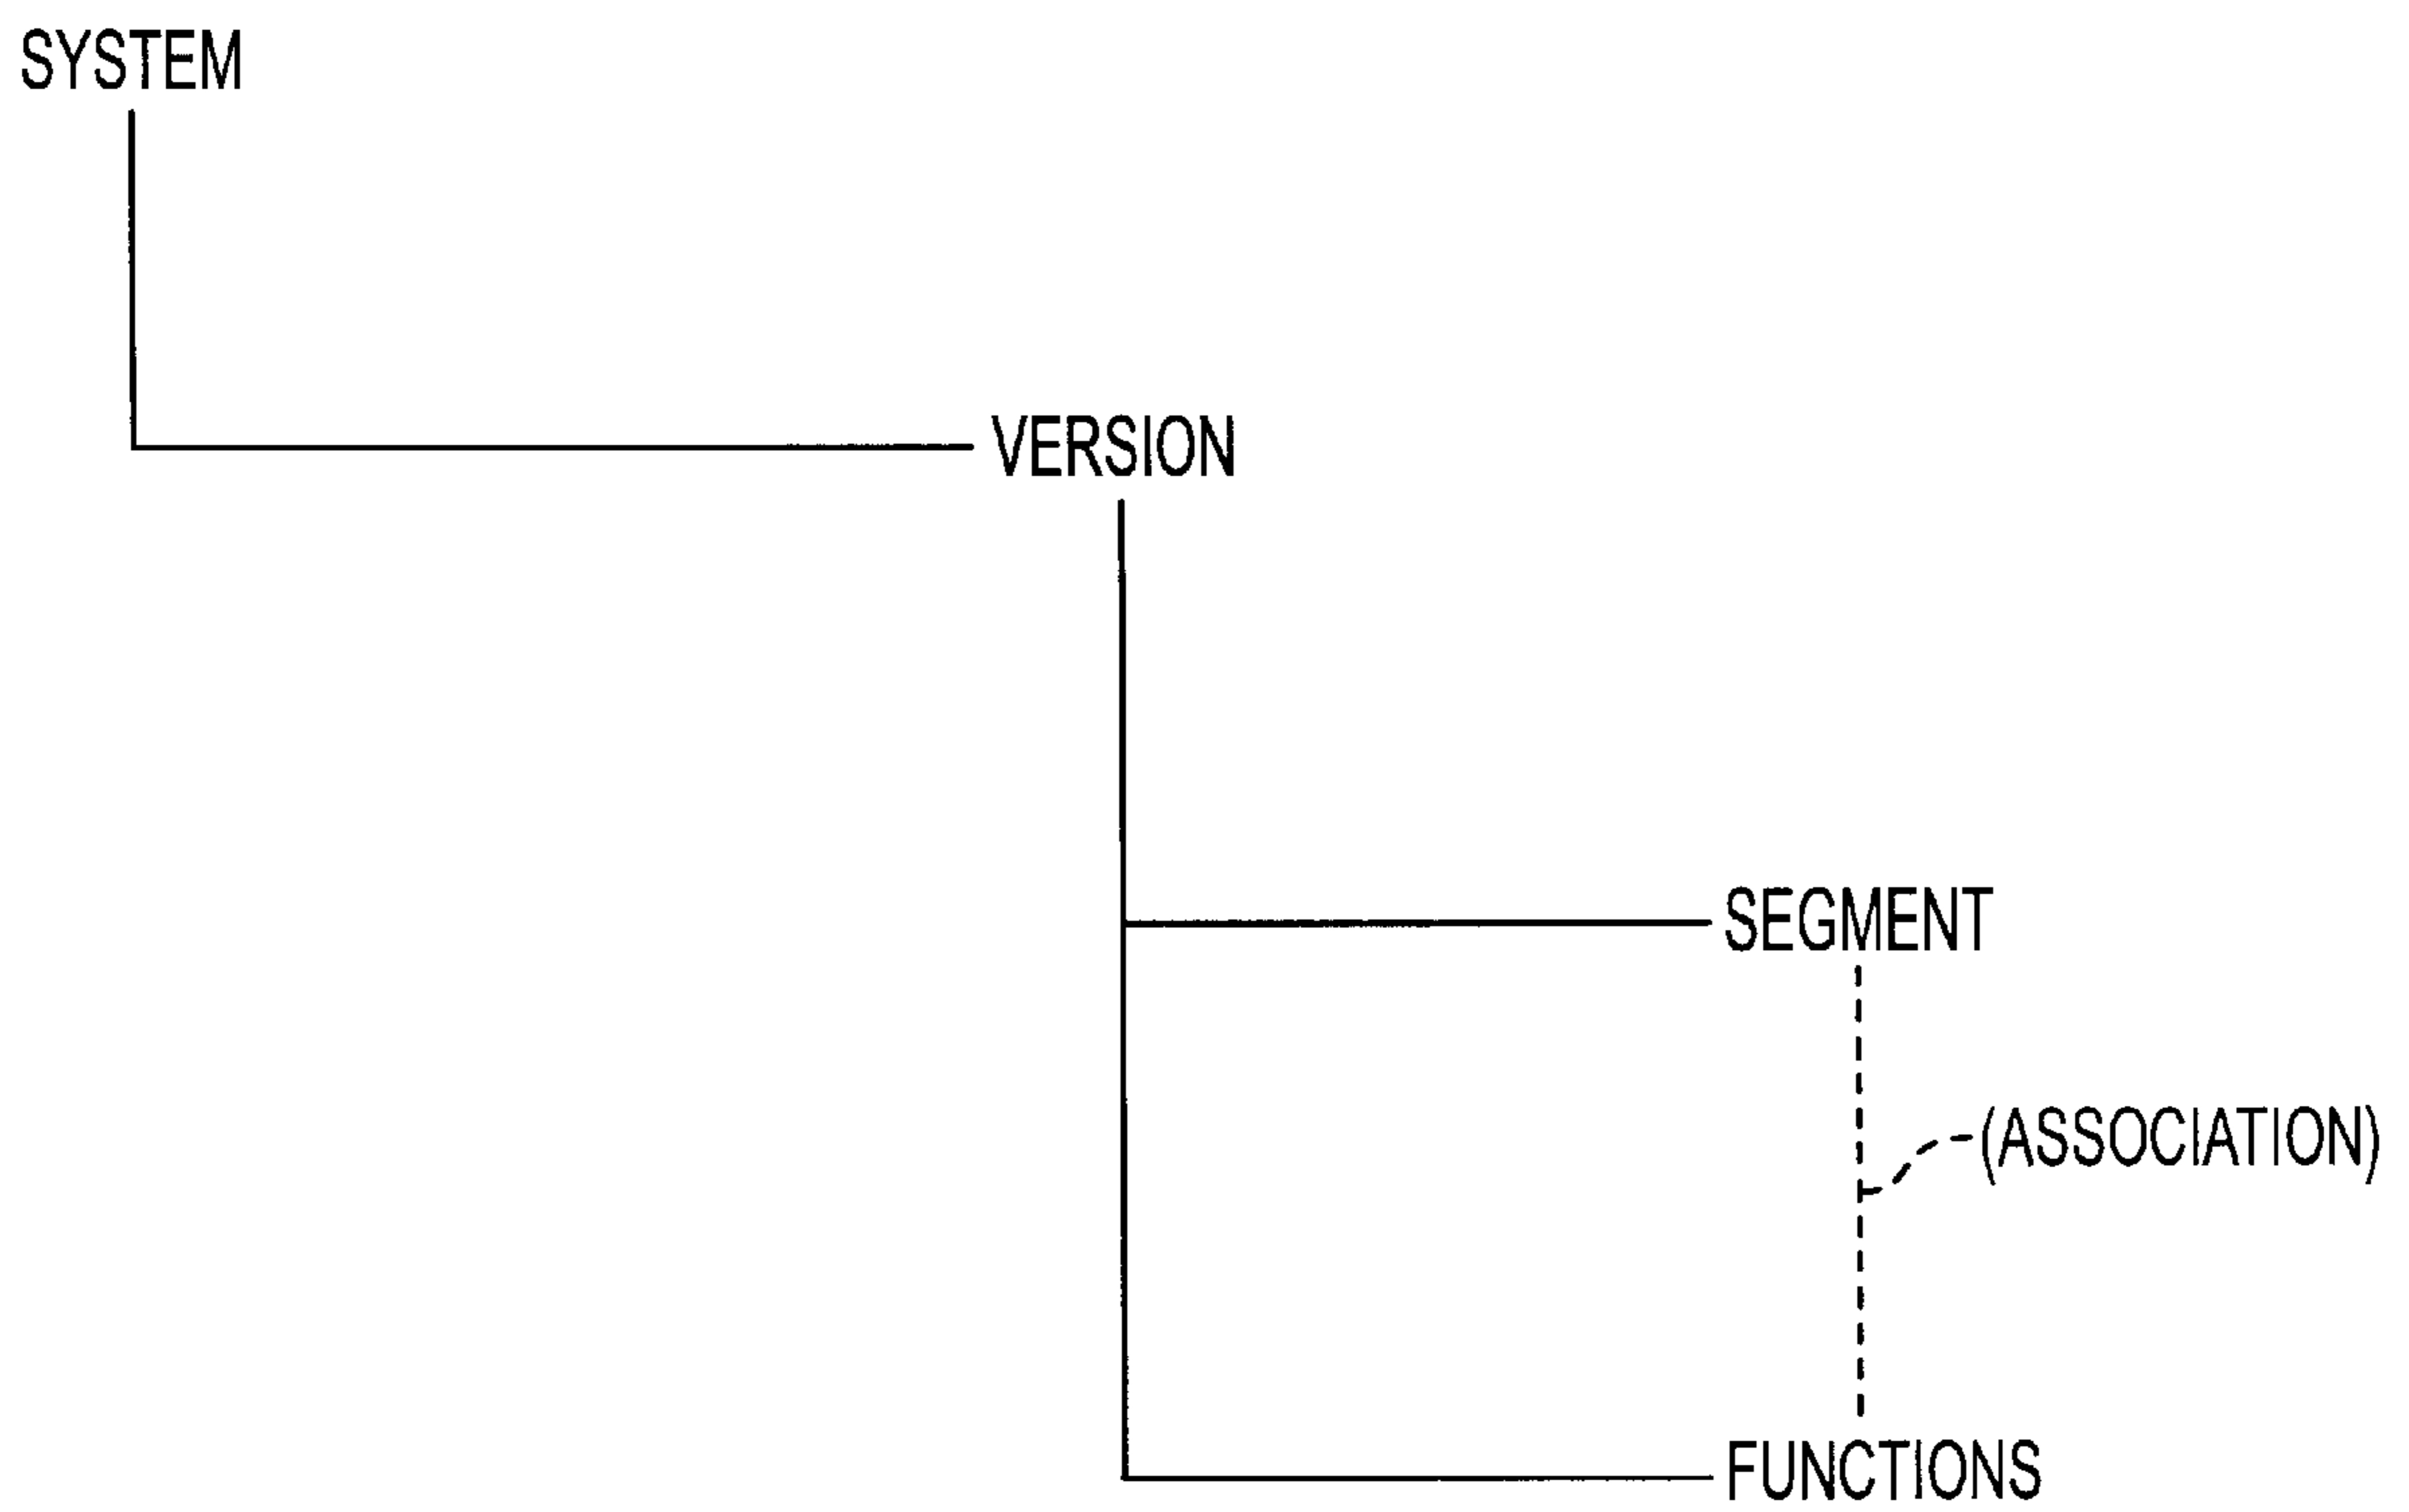 SYSTEM
VERSION
SEGMENT
(ASSOCIATION)
FUNCTIONS